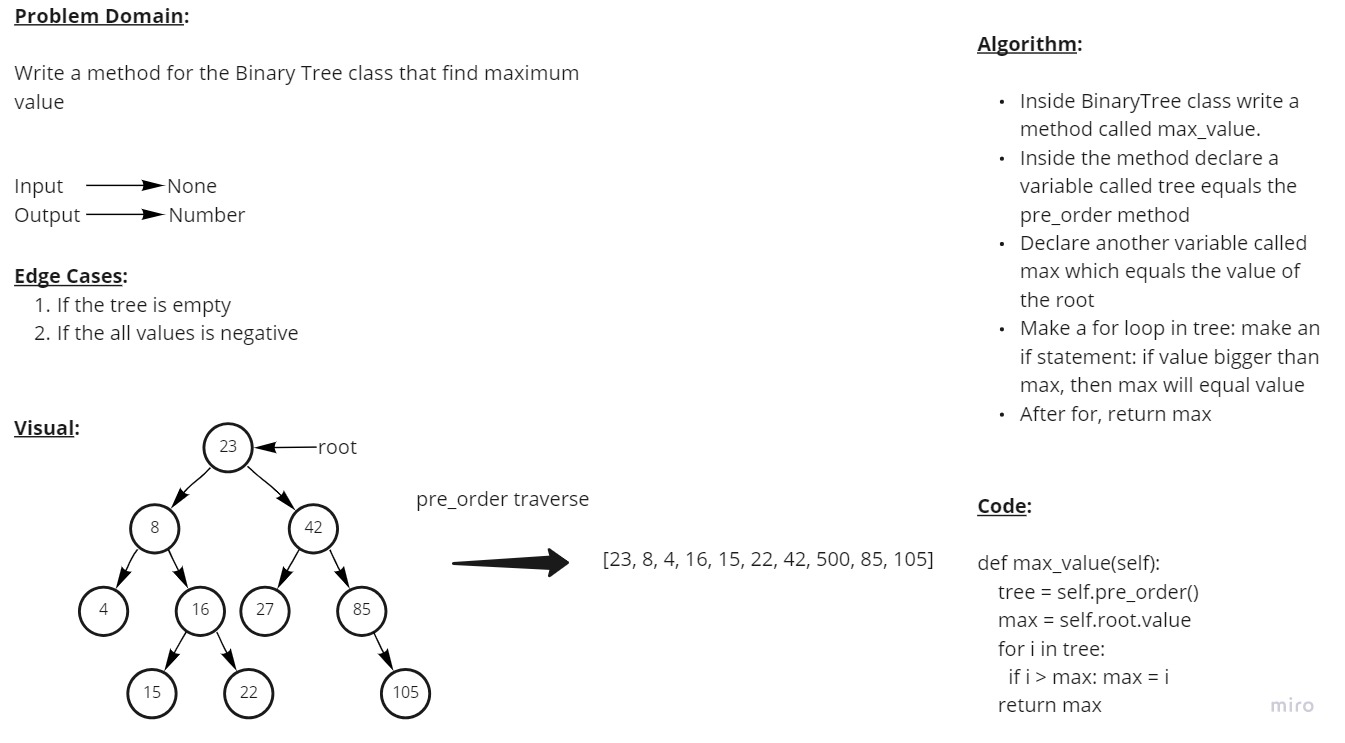 Problem Domain:
Write a method for the Binary Tree class that find maximum
value
Input
None
Output
Number
Edge Cases:
1. If the tree is empty
2. If the all values is negative
Visual:
23
root
8
42
4
16
27
85
15
22
105
pre_order traverse
[23, 8, 4, 16, 15, 22, 42, 500, 85, 105]
Algorithm:
• Inside BinaryTree class write a
method called max_value.
• Inside the method declare a
variable called tree equals the
pre_order method
• Declare another variable called
max which equals the value of
the root
• Make a for loop in tree: make an
if statement: if value bigger than
max, then max will equal value
• After for, return max
Code:
def max_value(self):
tree = self.pre_order()
max = self.root.value
for i in tree:
if i > max: max = i
return max
miro